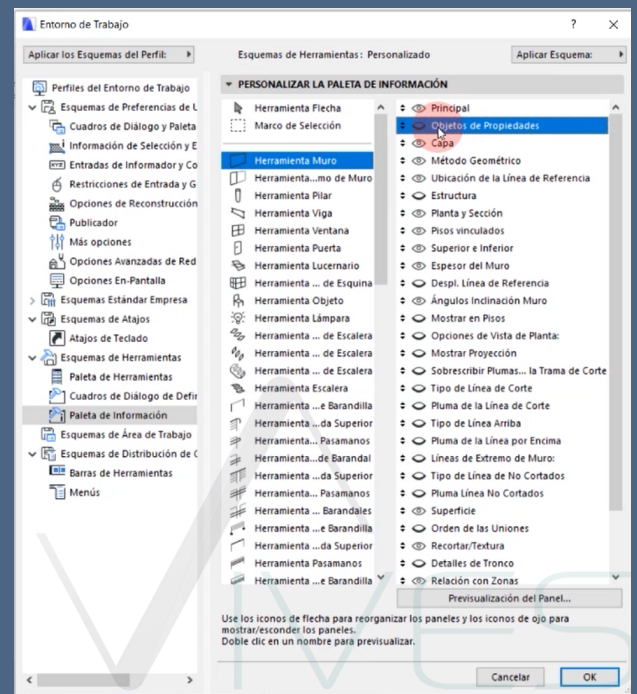 Entorno de Trabajo
Aplicar los Esquemas del Perfil:
Esquemas de Herramientas: Personalizado
Aplicar Esquema:
Perfiles del Entorno de Trabajo
Esquemas de Preferencias de U
Cuadros de Diálogo y Paleta
Información de Selección y E
Entradas de Informador y Co
Restricciones de Entrada y G
Opciones de Reconstrucción
Publicador
Más opciones
Opciones Avanzadas de Red
Opciones En-Pantalla
Esquemas Estándar Empresa
Esquemas de Atajos
Atajos de Teclado
Esquemas de Herramientas
Paleta de Herramientas
Cuadros de Diálogo de Defir
Paleta de Información
Esquemas de Área de Trabajo
Esquemas de Distribución de C
Barras de Herramientas
Menús
PERSONALIZAR LA PALETA DE INFORMACIÓN
Herramienta Flecha
Marco de Selección
Herramienta Muro
Herramienta...mo de Muro
Herramienta Pilar
Herramienta Viga
Herramienta Ventana
Herramienta Puerta
Herramienta Lucernario
Herramienta ... de Esquina
Herramienta Objeto
Herramienta Lámpara
Herramienta ... de Escalera
Herramienta ... de Escalera
Herramienta ... de Escalera
Herramienta Escalera
Herramienta ...e Barandilla
Herramienta ...da Superior
Herramienta... Pasamanos
Herramienta...de Barandal
Herramienta ...da Superior
Herramienta... Pasamanos
Herramienta ... Barandales
Herramienta ...e Barandilla
Herramienta ...da Superior
Herramienta Pasamanos
Herramienta ...e Barandilla
Principal
Objetos de Propiedades
Capa
Método Geométrico
Ubicación de la Línea de Referencia
Estructura
Planta y Sección
Pisos vinculados
Superior e Inferior
Espesor del Muro
Despl. Línea de Referencia
Ángulos Inclinación Muro
Mostrar en Pisos
Opciones de Vista de Planta:
Mostrar Proyección
Sobrescribir Plumas... la Trama de Corte
Tipo de Línea de Corte
Pluma de la Línea de Corte
Tipo de Línea Arriba
Pluma de la Línea por Encima
Líneas de Extremo de Muro:
Tipo de Línea de No Cortados
Pluma Línea No Cortados
Superficie
Orden de las Uniones
Recortar/Textura
Detalles de Tronco
Relación con Zonas
Previsualización del Panel...
Use los iconos de flecha para reorganizar los paneles y los iconos de ojo para
mostrar/esconder los paneles.
Doble clic en un nombre para previsualizar.
Cancelar
OK
VIVES